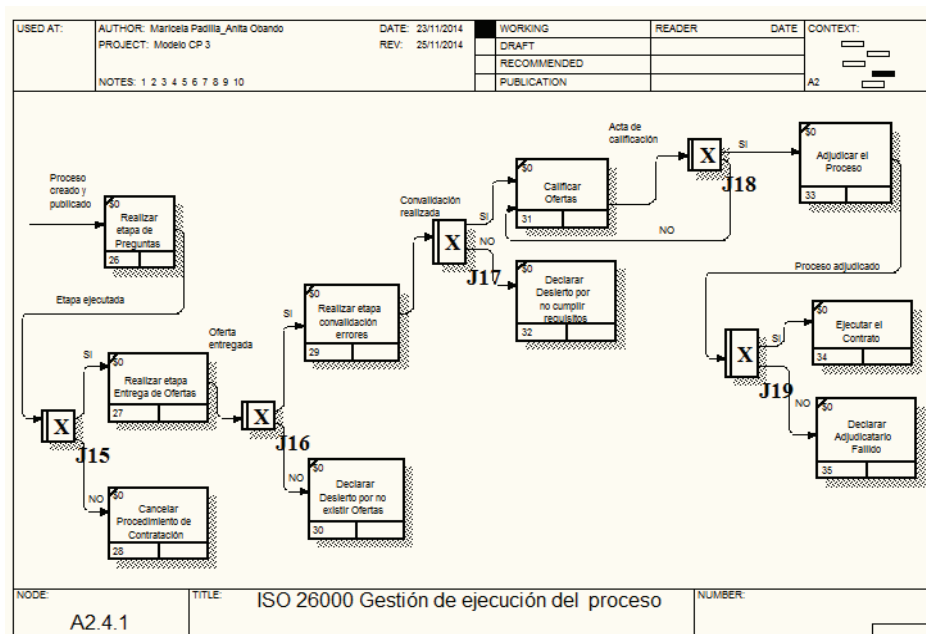 USED AT:
AUTHOR: Maricela Padilla_Anita Obando
DATE: 23/11/2014
WORKING
READER
DATE
CONTEXT:
PROJECT: Modelo CP 3
REV: 25/11/2014
DRAFT
RECOMMENDED
NOTES: 1 2 3 4 5 6 7 8 9 10
PUBLICATION
A2
Proceso
creado y
publicado
$0
Realizar
etapa de
Preguntas
26
Etapa ejecutada
X
J15
SI
$0
Realizar etapa
Entrega de Ofertas
27
NO
$0
Cancelar
Procedimiento de
Contratación
28
Oferta
entregada
X
J16
SI
$0
Realizar etapa
convalidación
errores
29
NO
$0
Declarar
Desierto por no
existir Ofertas
30
Convalidación
realizada
X
J17
SI
$0
Calificar
Ofertas
31
NO
$0
Declarar
Desierto por
no cumplir
requisitos
32
Acta de
calificación
X
J18
SI
NO
$0
Adjudicar el
Proceso
33
Proceso adjudicado
X
J19
SI
$0
Ejecutar el
Contrato
34
NO
$0
Declarar
Adjudicatario
Fallido
35
NODE:
A2.4.1
TITLE:
ISO 26000 Gestión de ejecución del proceso
NUMBER: